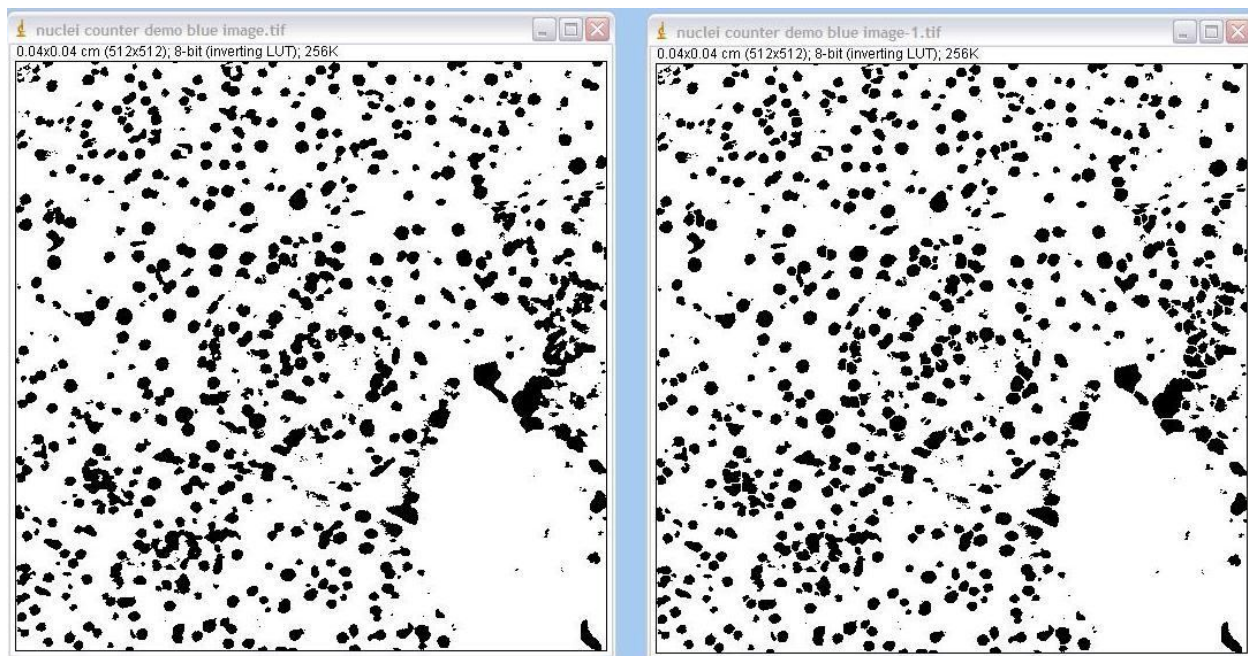 nuclei counter demo blue image.tif
0.04x0.04 cm (512x512); 8-bit (inverting LUT); 256K
nuclei counter demo blue image-1.tif
0.04x0.04 cm (512x512); 8-bit (inverting LUT); 256K